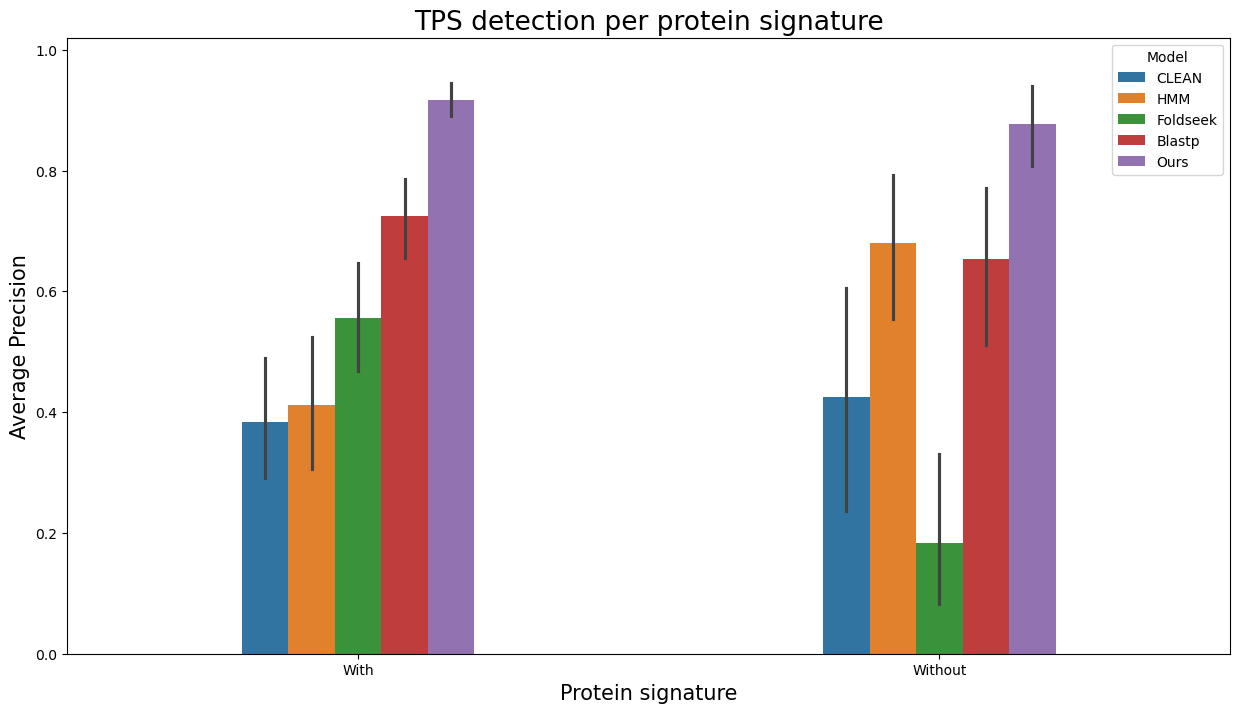 TPS detection per protein signature
Average Precision
1.0
0.8
0.6
0.4
0.2
0.0
With
Without
Protein signature
Model
CLEAN
HMM
Foldseek
Blastp
Ours